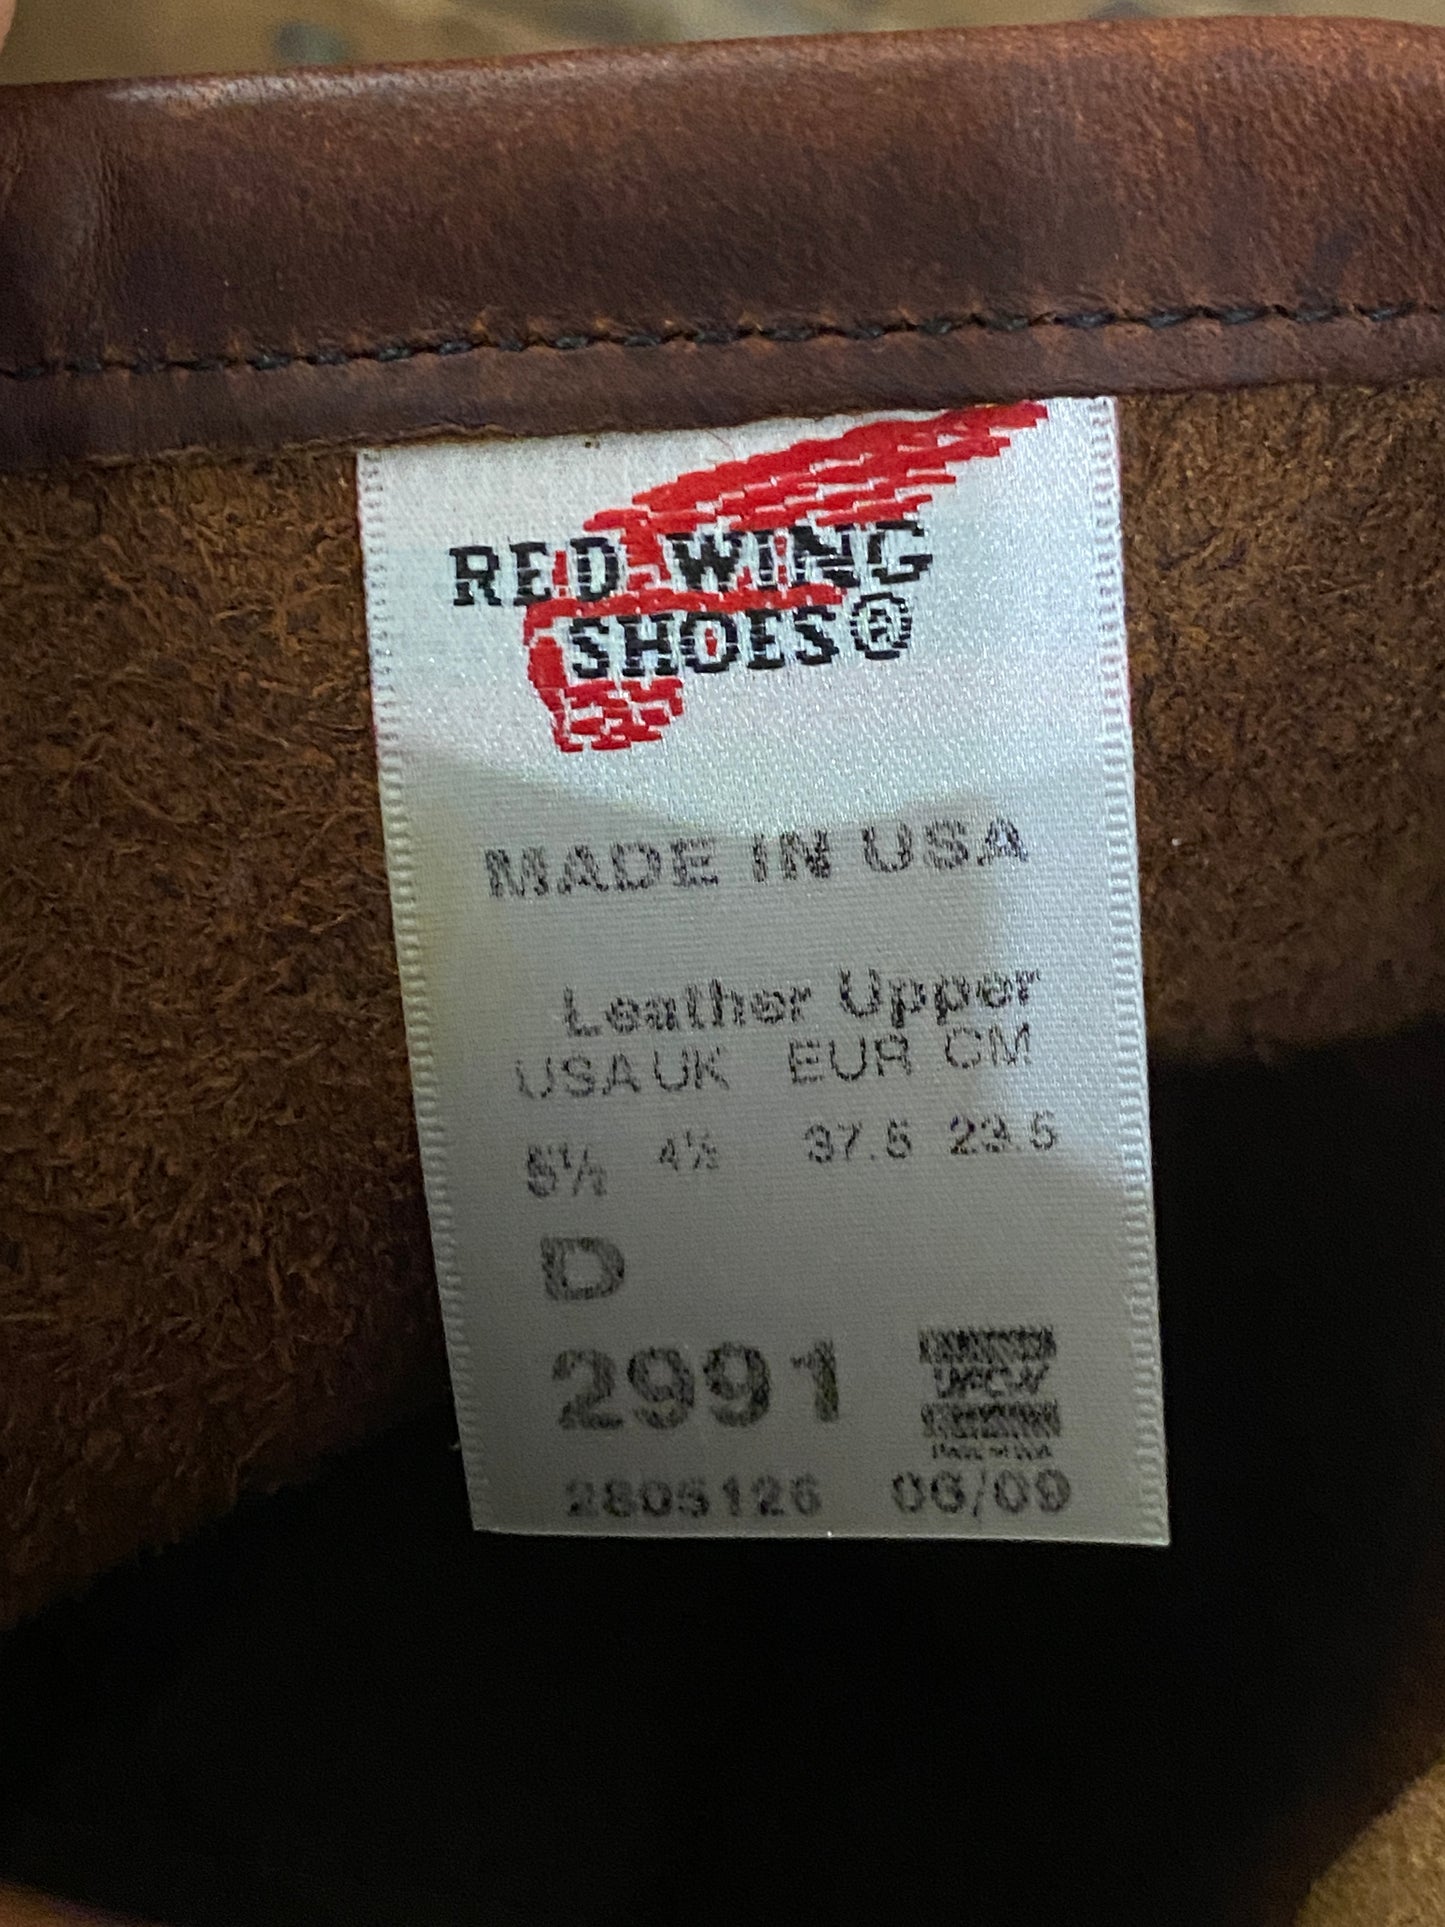 RED WING
SHOES®
MADE IN USA
Leather Upper
USA UK EUR CM
5½ 4½ 37.5 23.5
D
2991
UFCW
2805126 06/09